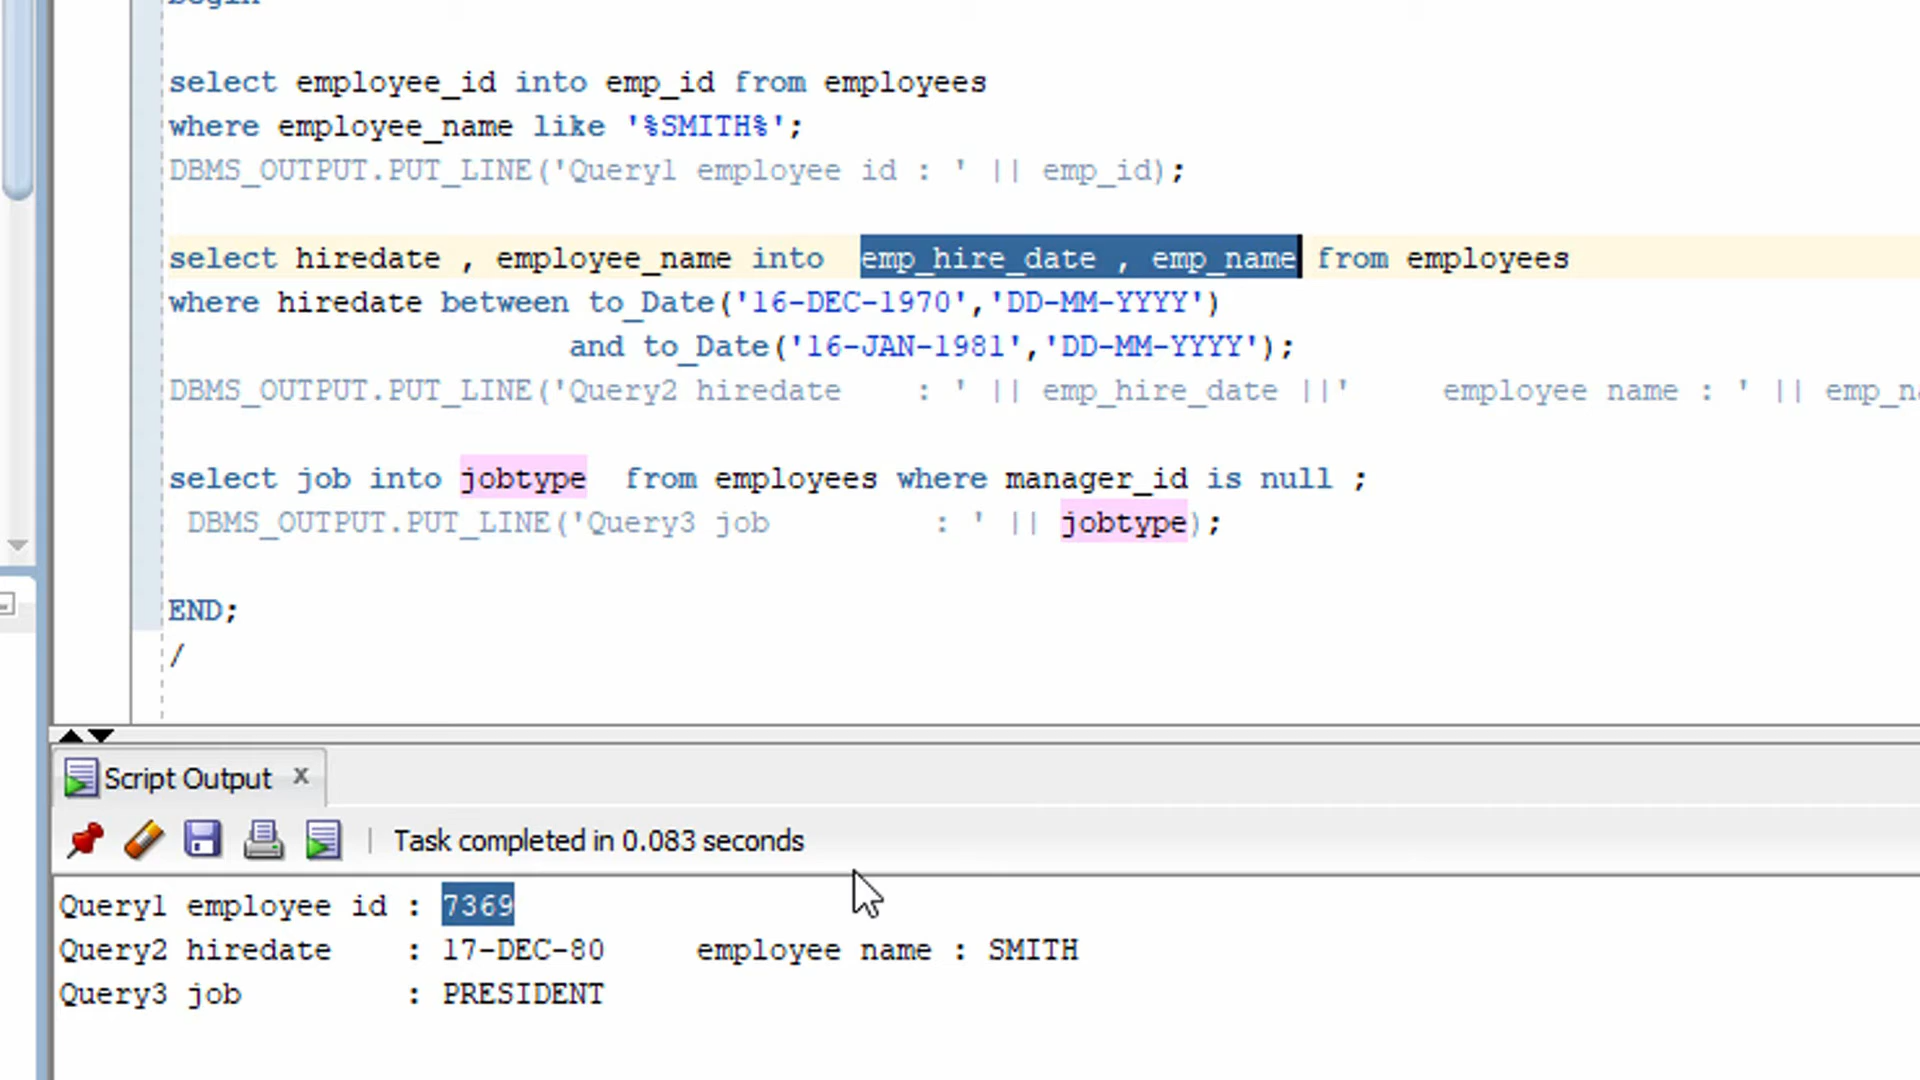 begin
select employee_id into emp_id from employees
where employee_name like '%SMITH%';
DBMS_OUTPUT.PUT_LINE('Query1 employee id : ' || emp_id);
select hiredate , employee_name into  emp_hire_date , emp_name from employees
where hiredate between to_Date('16-DEC-1970','DD-MM-YYYY')
and to_Date('16-JAN-1981','DD-MM-YYYY');
DBMS_OUTPUT.PUT_LINE('Query2 hiredate    : ' || emp_hire_date ||'     employee name : ' ||
select job into jobtype  from employees where manager_id is null ;
DBMS_OUTPUT.PUT_LINE('Query3 job         : ' || jobtype);
END;
/
Script Output x
Task completed in 0.083 seconds
Query1 employee id : 7369
Query2 hiredate    : 17-DEC-80     employee name : SMITH
Query3 job         : PRESIDENT